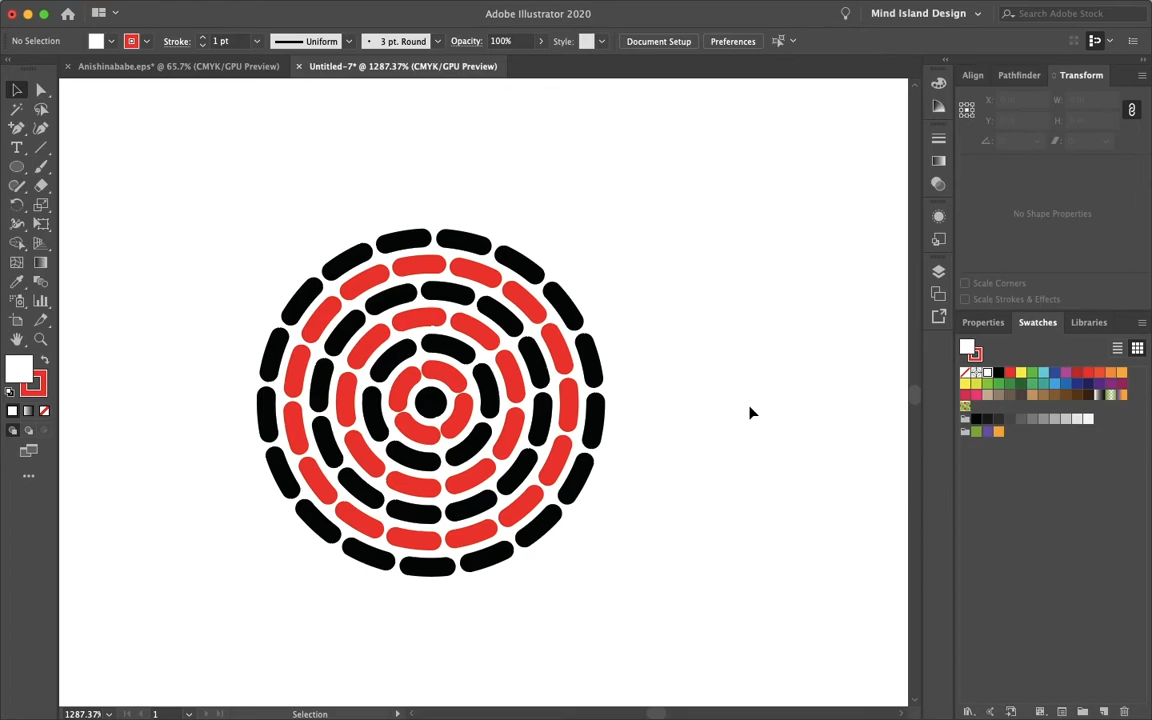 Adobe Illustrator 2020
Mind Island Design
Search Adobe Stock
No Selection
Stroke:
1 pt
Uniform
3 pt. Round
Opacity:
100%
Style:
Document Setup
Preferences
Anishinababe.eps* @ 65.7% (CMYK/GPU Preview)
Untitled-7* @ 1287.37% (CMYK/GPU Preview)
Align
Pathfinder
Transform
X:
W:
Y:
H:
No Shape Properties
Scale Corners
Scale Strokes & Effects
Properties
Swatches
Libraries
1287.37%
1
Selection